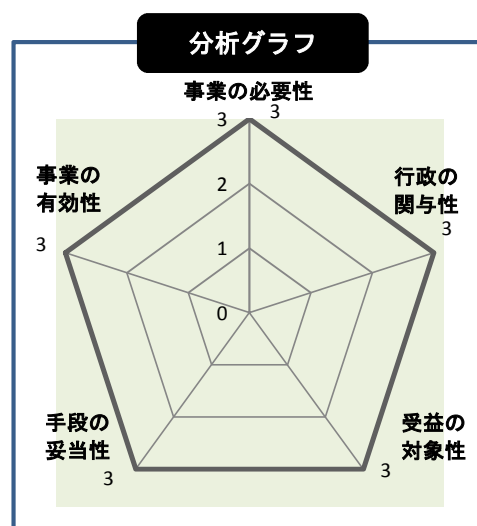 分析グラフ
事業の必要性
3
3
2
1
0
行政の
関与性
3
受益の
対象性
3
手段の
妥当性
3
事業の
有効性
3